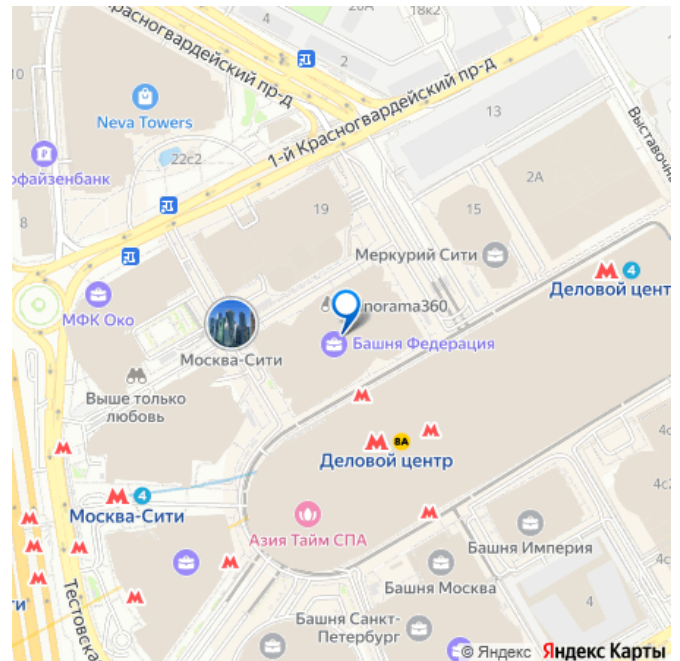 20А
18к2
2
Красногвардейский пр-д
10
Neva Towers
1-й Красногвардейский пр-д
13
Выставочн
22с2
офайзенбанк
2А
8
19
15
Меркурий Сити
4
Деловой цент
norama360
МФК Око
Башня Федерация
Москва-Сити
Выше только
любовь
8А
4с
Деловой центр
4
4с2
Москва-Сити
Азия Тайм СПА
Башня Империя
Башня Москва
ти
Тестовска
4
Башня Санкт-
Петербург
© Яндекс Яндекс Карты